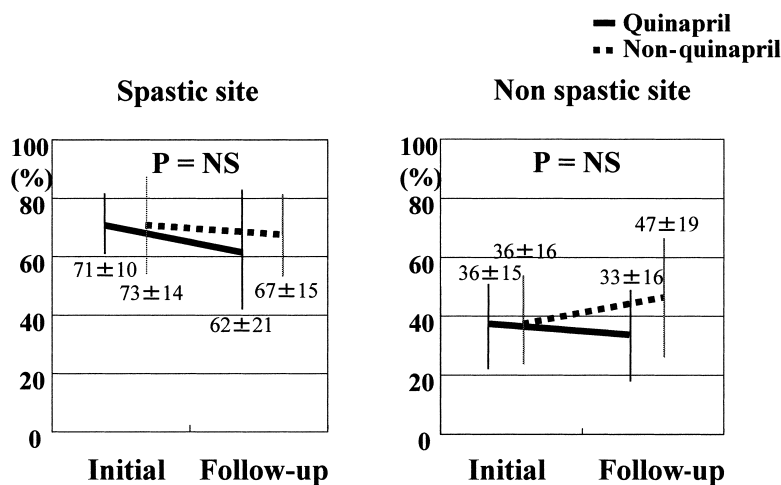 Quinapril
Non-quinapril
Spastic site
100
(%)
80
60
40
20
0
P = NS
71±10
73±14
62±21
67±15
Initial Follow-up
Non spastic site
100
(%)
80
60
40
20
0
P = NS
36±15
36±16
33±16
47±19
Initial Follow-up